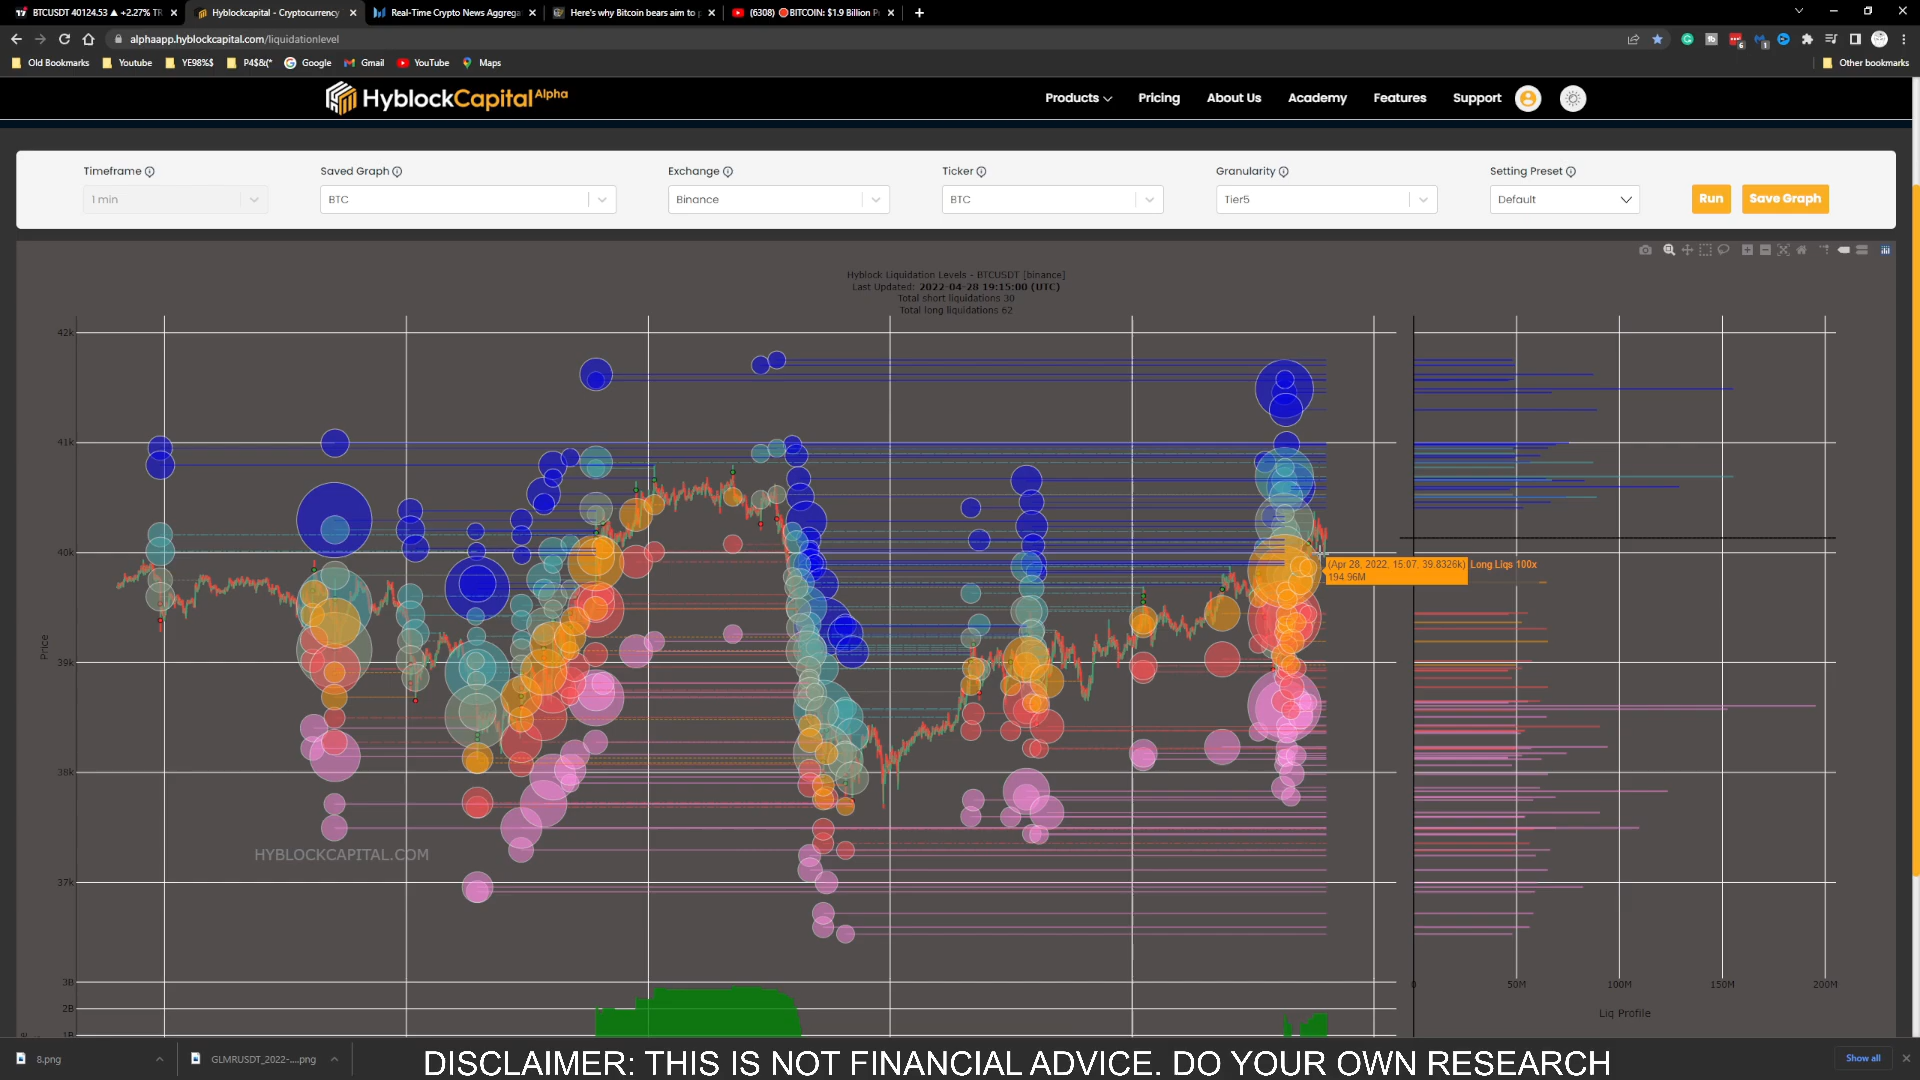 BTCUSDT 40124.53 ▲ +2.27% TR
Hyblockcapital - Cryptocurrency
Real-Time Crypto News Aggrega
Here's why Bitcoin bears aim to p
(6308) 🔴BITCOIN: $1.9 Billion P
alphaapp.hyblockcapital.com/liquidationlevel
Old Bookmarks
Youtube
YE98%$
P4$&(*
Google
Gmail
YouTube
Maps
Other bookmarks
HyblockCapital Alpha
Products
Pricing
About Us
Academy
Features
Support
Timeframe
Saved Graph
Exchange
Ticker
Granularity
Setting Preset
1 min
BTC
Binance
BTC
Tier5
Default
Run
Save Graph
Hyblock Liquidation Levels - BTCUSDT [binance]
Last Updated: 2022-04-28 19:15:00 (UTC)
Total short liquidations 30
Total long liquidations 62
42k
41k
40k
39k
38k
37k
3B
2B
1B
Price
(Apr 28, 2022, 15:07, 39.8326k) Long Liqs 100x
194.96M
HYBLOCKCAPITAL.COM
0
50M
100M
150M
200M
Liq Profile
8.png
GLMRUSDT_2022-....png
DISCLAIMER: THIS IS NOT FINANCIAL ADVICE. DO YOUR OWN RESEARCH
Show all